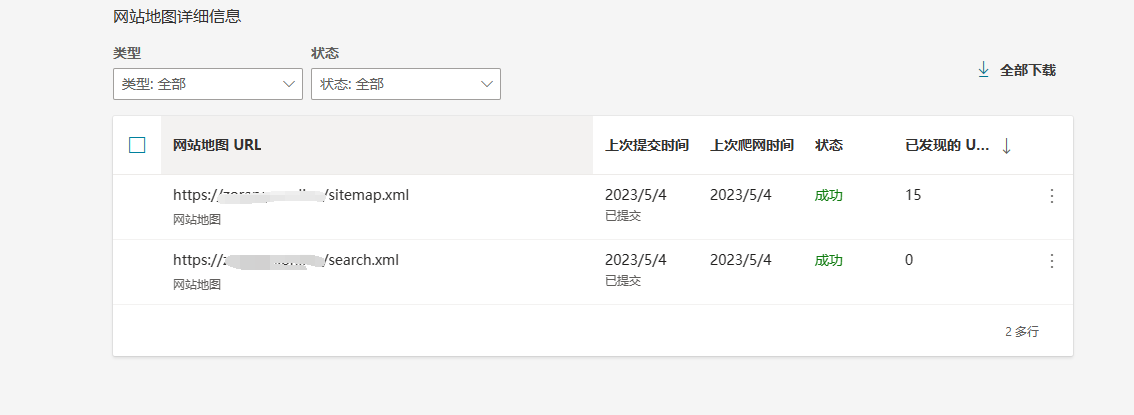 网站地图详细信息
类型 状态
类型: 全部 状态: 全部
全部下载
网站地图 URL 上次提交时间 上次爬网时间 状态 已发现的 U...
https:// /sitemap.xml 2023/5/4 2023/5/4 成功 15
网站地图 已提交
https:// /search.xml 2023/5/4 2023/5/4 成功 0
网站地图 已提交
2 多行